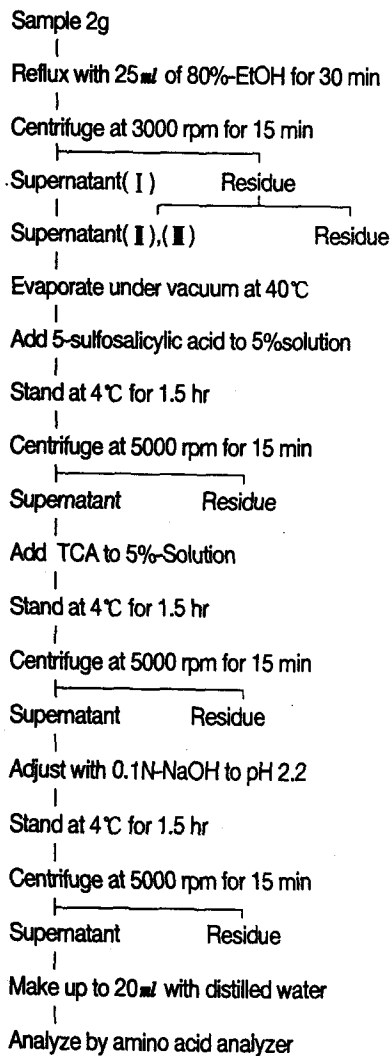 Sample 2g
Reflux with 25㎖ of 80%-EtOH for 30 min
Centrifuge at 3000 rpm for 15 min
Supernatant(Ⅰ) Residue
Supernatant(Ⅱ),(Ⅲ) Residue
Evaporate under vacuum at 40℃
Add 5-sulfosalicylic acid to 5%solution
Stand at 4℃ for 1.5 hr
Centrifuge at 5000 rpm for 15 min
Supernatant Residue
Add TCA to 5%-Solution
Stand at 4℃ for 1.5 hr
Centrifuge at 5000 rpm for 15 min
Supernatant Residue
Adjust with 0.1N-NaOH to pH 2.2
Stand at 4℃ for 1.5 hr
Centrifuge at 5000 rpm for 15 min
Supernatant Residue
Make up to 20㎖ with distilled water
Analyze by amino acid analyzer